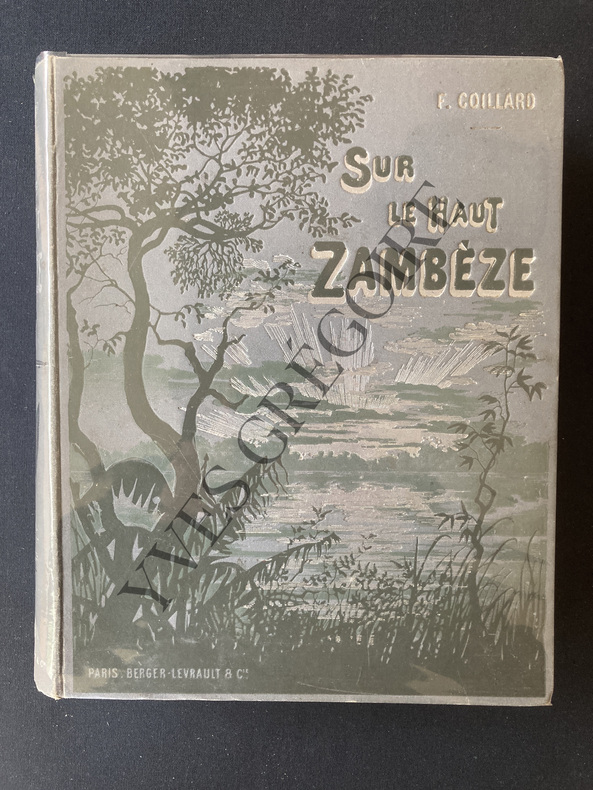 F. COILLARD
SUR
LE HAUT
ZAMBÈZE
YVES GRÉGOIRE
PARIS. BERGER-LEVRAULT & Cie